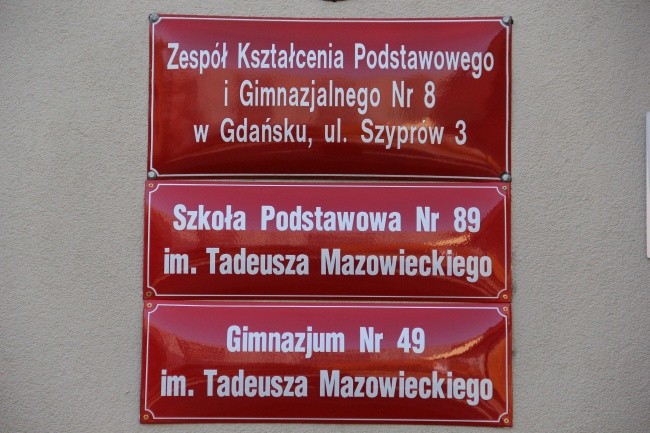 Zespół Kształcenia Podstawowego
i Gimnazjalnego Nr 8
w Gdańsku, ul. Szyprów 3
Szkoła Podstawowa Nr 89
im. Tadeusza Mazowieckiego
Gimnazjum Nr 49
im. Tadeusza Mazowieckiego